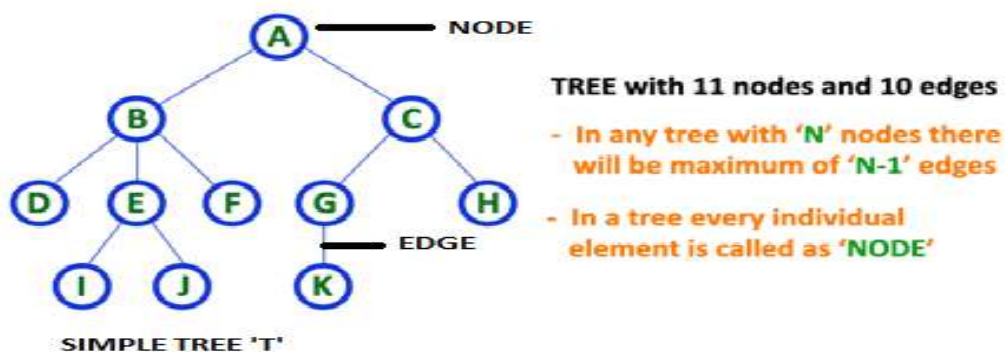 A
NODE
B
C
D
E
F
G
H
EDGE
I
J
K
SIMPLE TREE 'T'
TREE with 11 nodes and 10 edges
- In any tree with ‘N’ nodes there
will be maximum of ‘N-1’ edges
- In a tree every individual
element is called as ‘NODE’